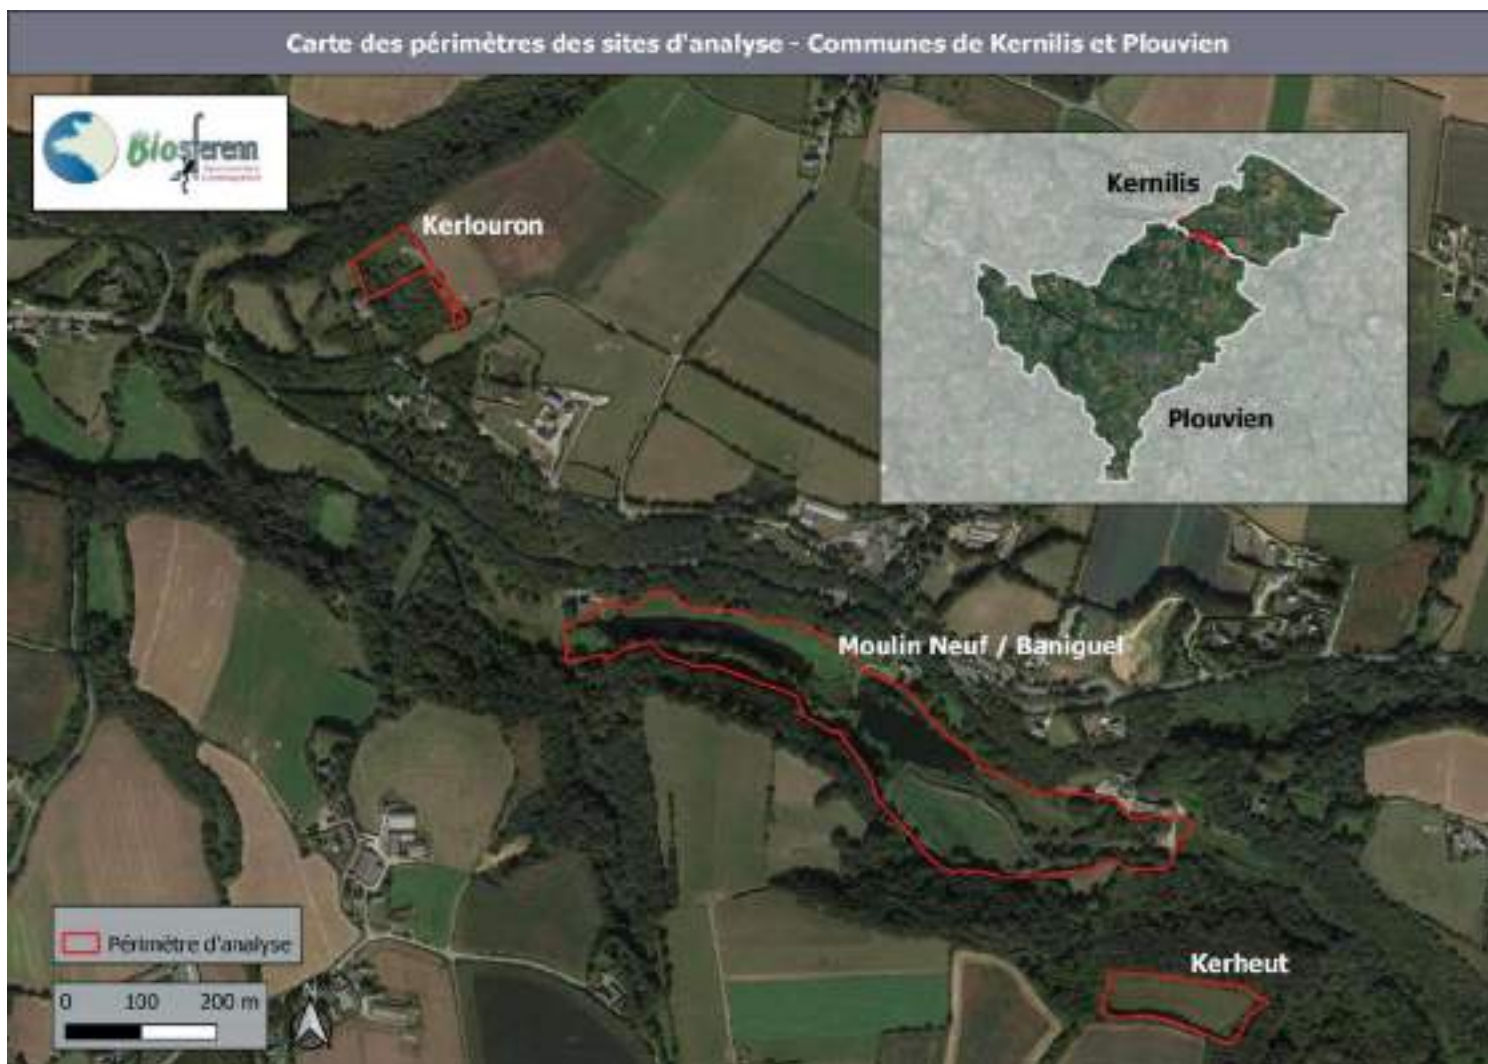 Carte des périmètres des sites d'analyse - Communes de Kernilis et Plouvien
Biosferenn
Kerlouron
Kernilis
Plouvien
Moulin Neuf / Baniguel
Kerheut
Périmètre d'analyse
0 100 200 m